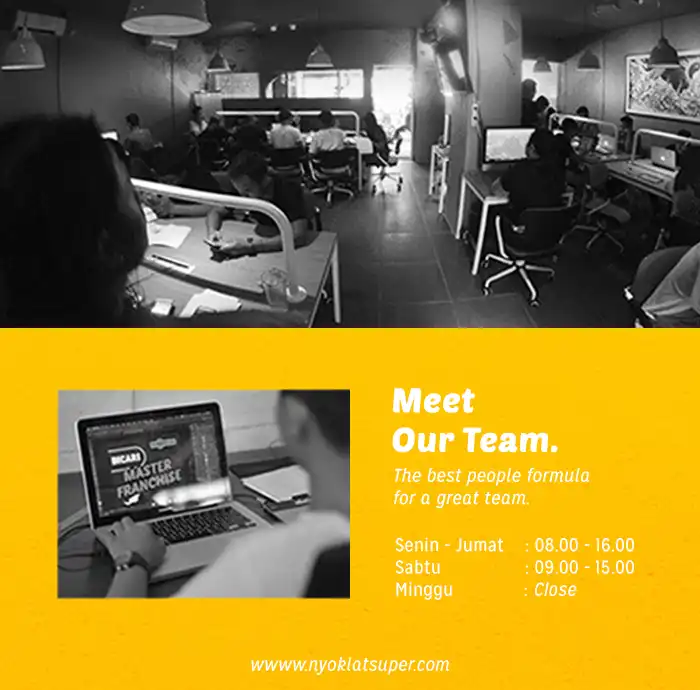 DICARI
MASTER
FRANCHISE
Meet
Our Team.
The best people formula
for a great team.
Senin - Jumat : 08.00 - 16.00
Sabtu : 09.00 - 15.00
Minggu : Close
www.nyoklatsuper.com